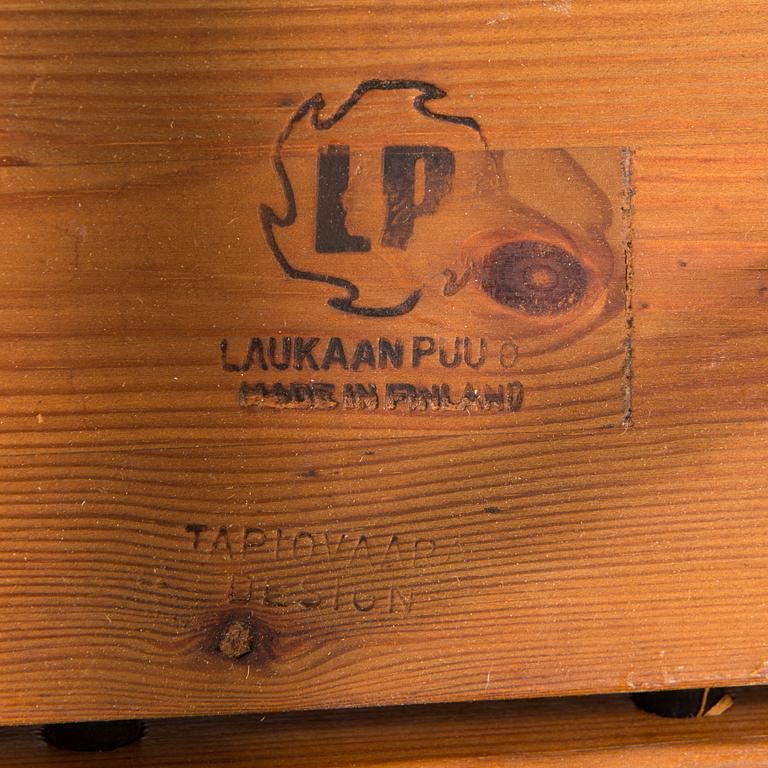 LP
LAUKAAN PUU O
MADE IN FINLAND
TAPIOVAARA
DESIGN